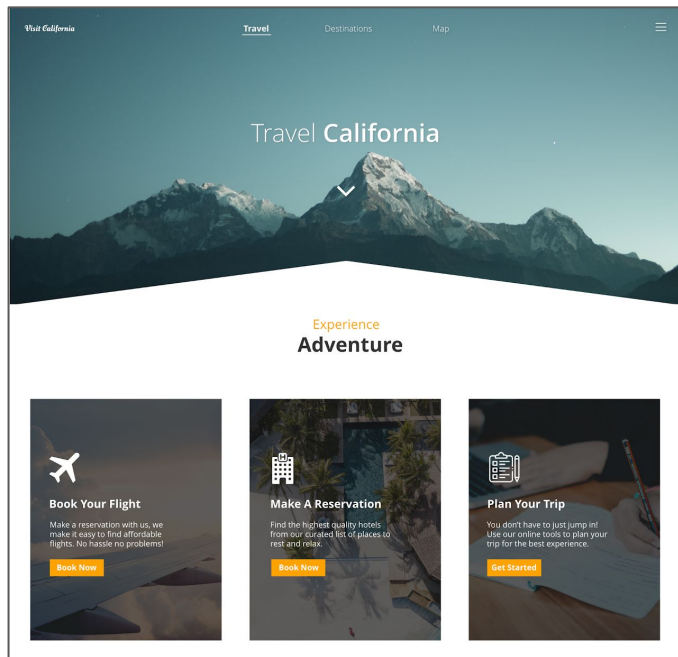 Visit California
Travel Destinations Map
Travel California
Experience
Adventure
Book Your Flight
Make a reservation with us, we
make it easy to find affordable
flights. No hassle no problems!
Book Now
Make A Reservation
Find the highest quality hotels
from our curated list of places to
rest and relax.
Book Now
Plan Your Trip
You don't have to just jump in!
Use our online tools to plan your
trip for the best experience.
Get Started